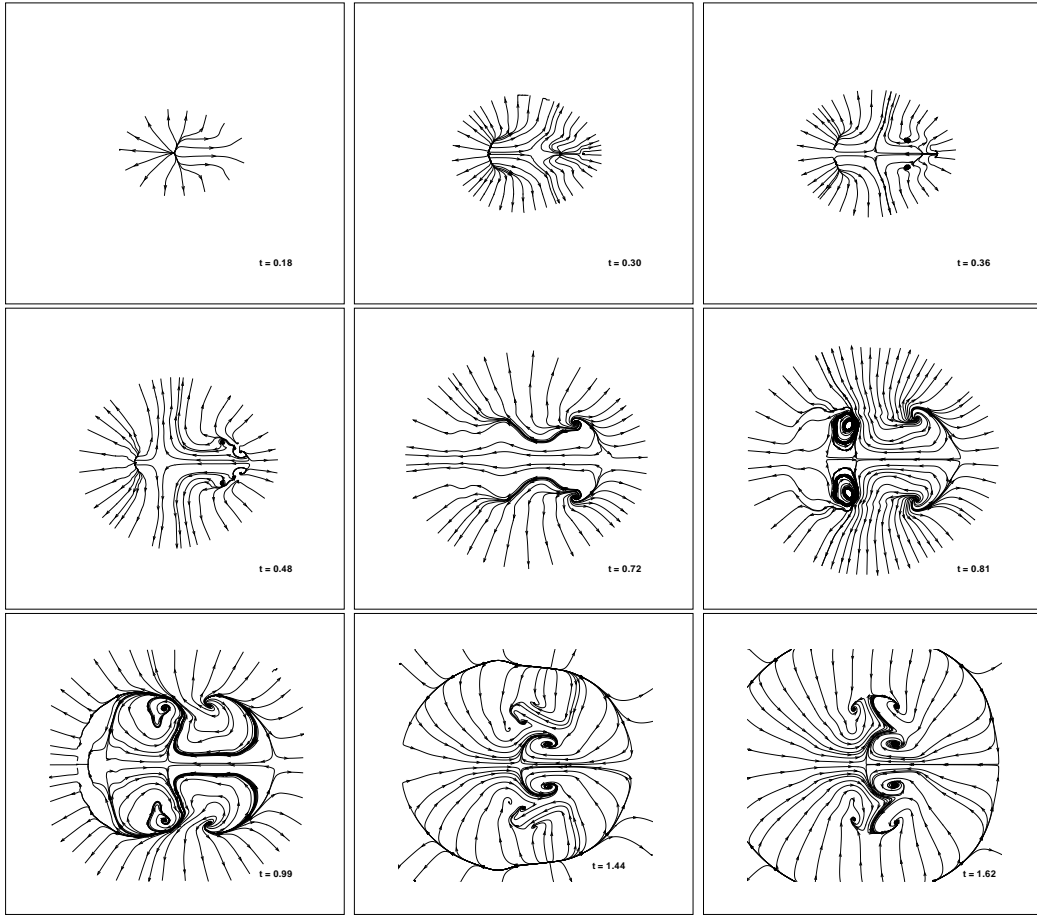 t = 0.18
t = 0.30
t = 0.36
t = 0.48
t = 0.72
t = 0.81
t = 0.99
t = 1.44
t = 1.62